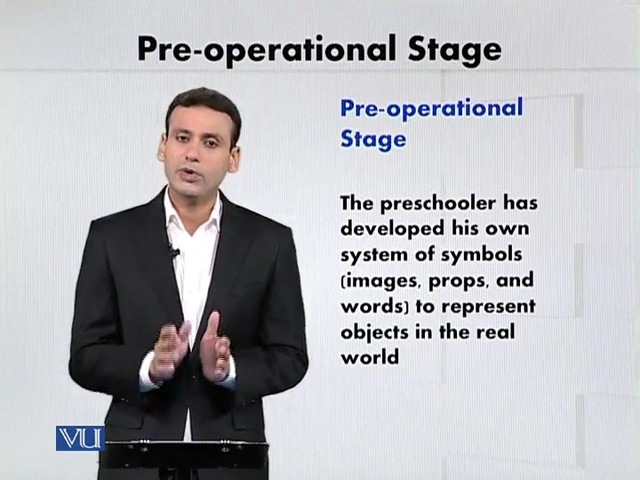 Pre-operational Stage
Pre-operational
Stage
The preschooler has
developed his own
system of symbols
(images, props, and
words) to represent
objects in the real
world
VU